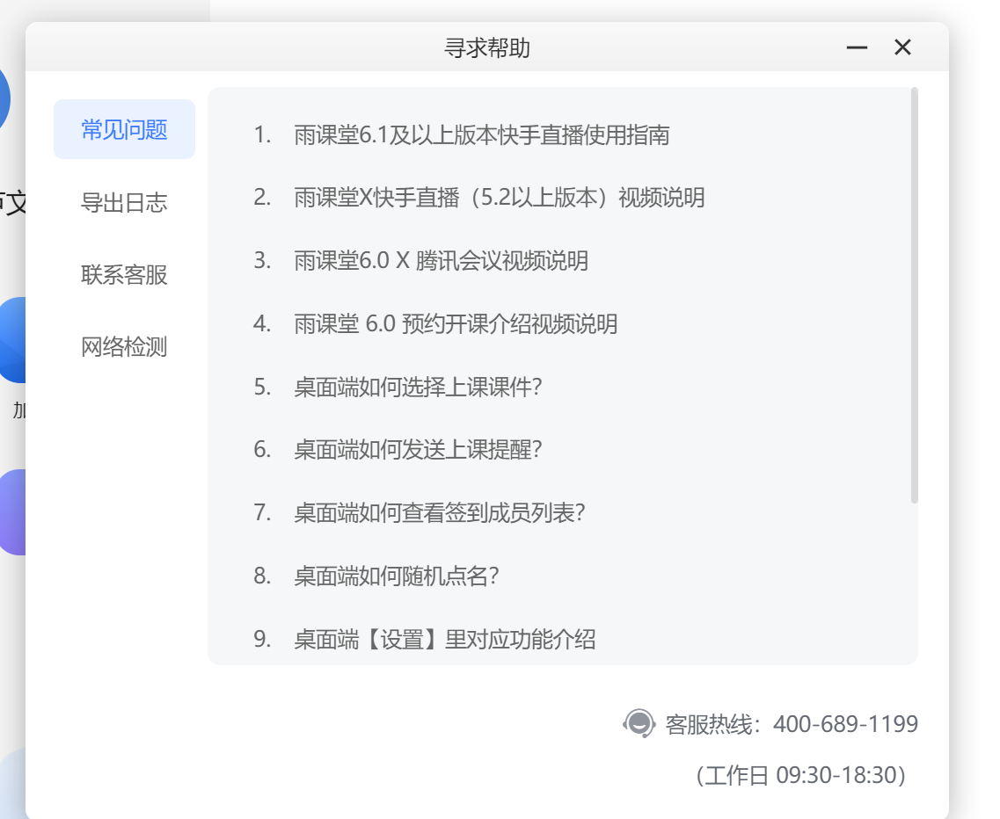 寻求帮助
常见问题
导出日志
联系客服
网络检测
1. 雨课堂6.1及以上版本快手直播使用指南
2. 雨课堂X快手直播（5.2以上版本）视频说明
3. 雨课堂6.0 X 腾讯会议视频说明
4. 雨课堂 6.0 预约开课介绍视频说明
5. 桌面端如何选择上课课件？
6. 桌面端如何发送上课提醒？
7. 桌面端如何查看签到成员列表？
8. 桌面端如何随机点名？
9. 桌面端【设置】里对应功能介绍
客服热线：400-689-1199
（工作日 09:30-18:30）
文
加